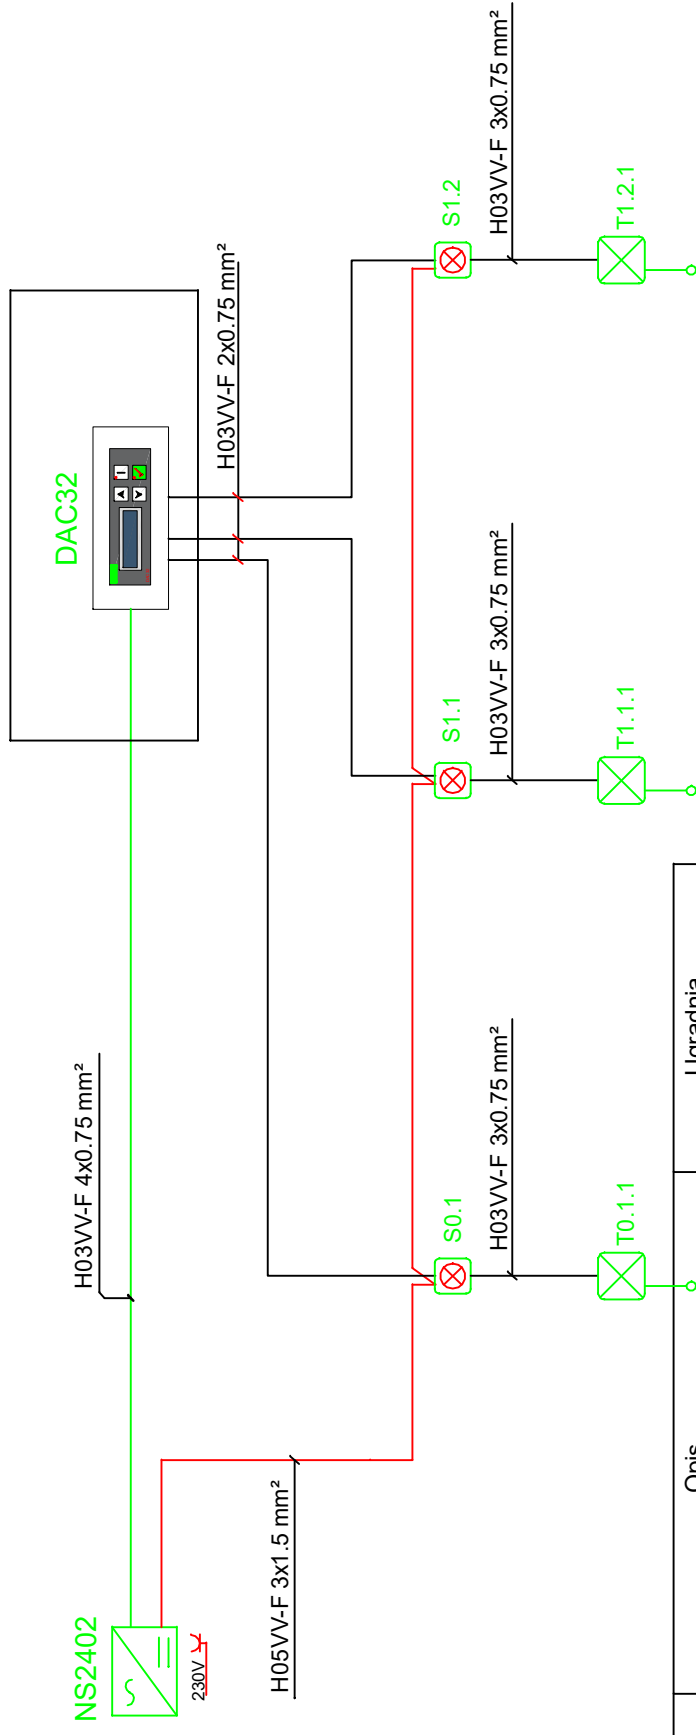 NS2402
230V
H05VV-F 3x1.5 mm²
H03VV-F 4x0.75 mm²
DAC32
H03VV-F 2x0.75 mm²
S0.1
S1.1
S1.2
H03VV-F 3x0.75 mm²
H03VV-F 3x0.75 mm²
H03VV-F 3x0.75 mm²
T0.1.1
T1.1.1
T1.2.1
Opis
Ugradnja